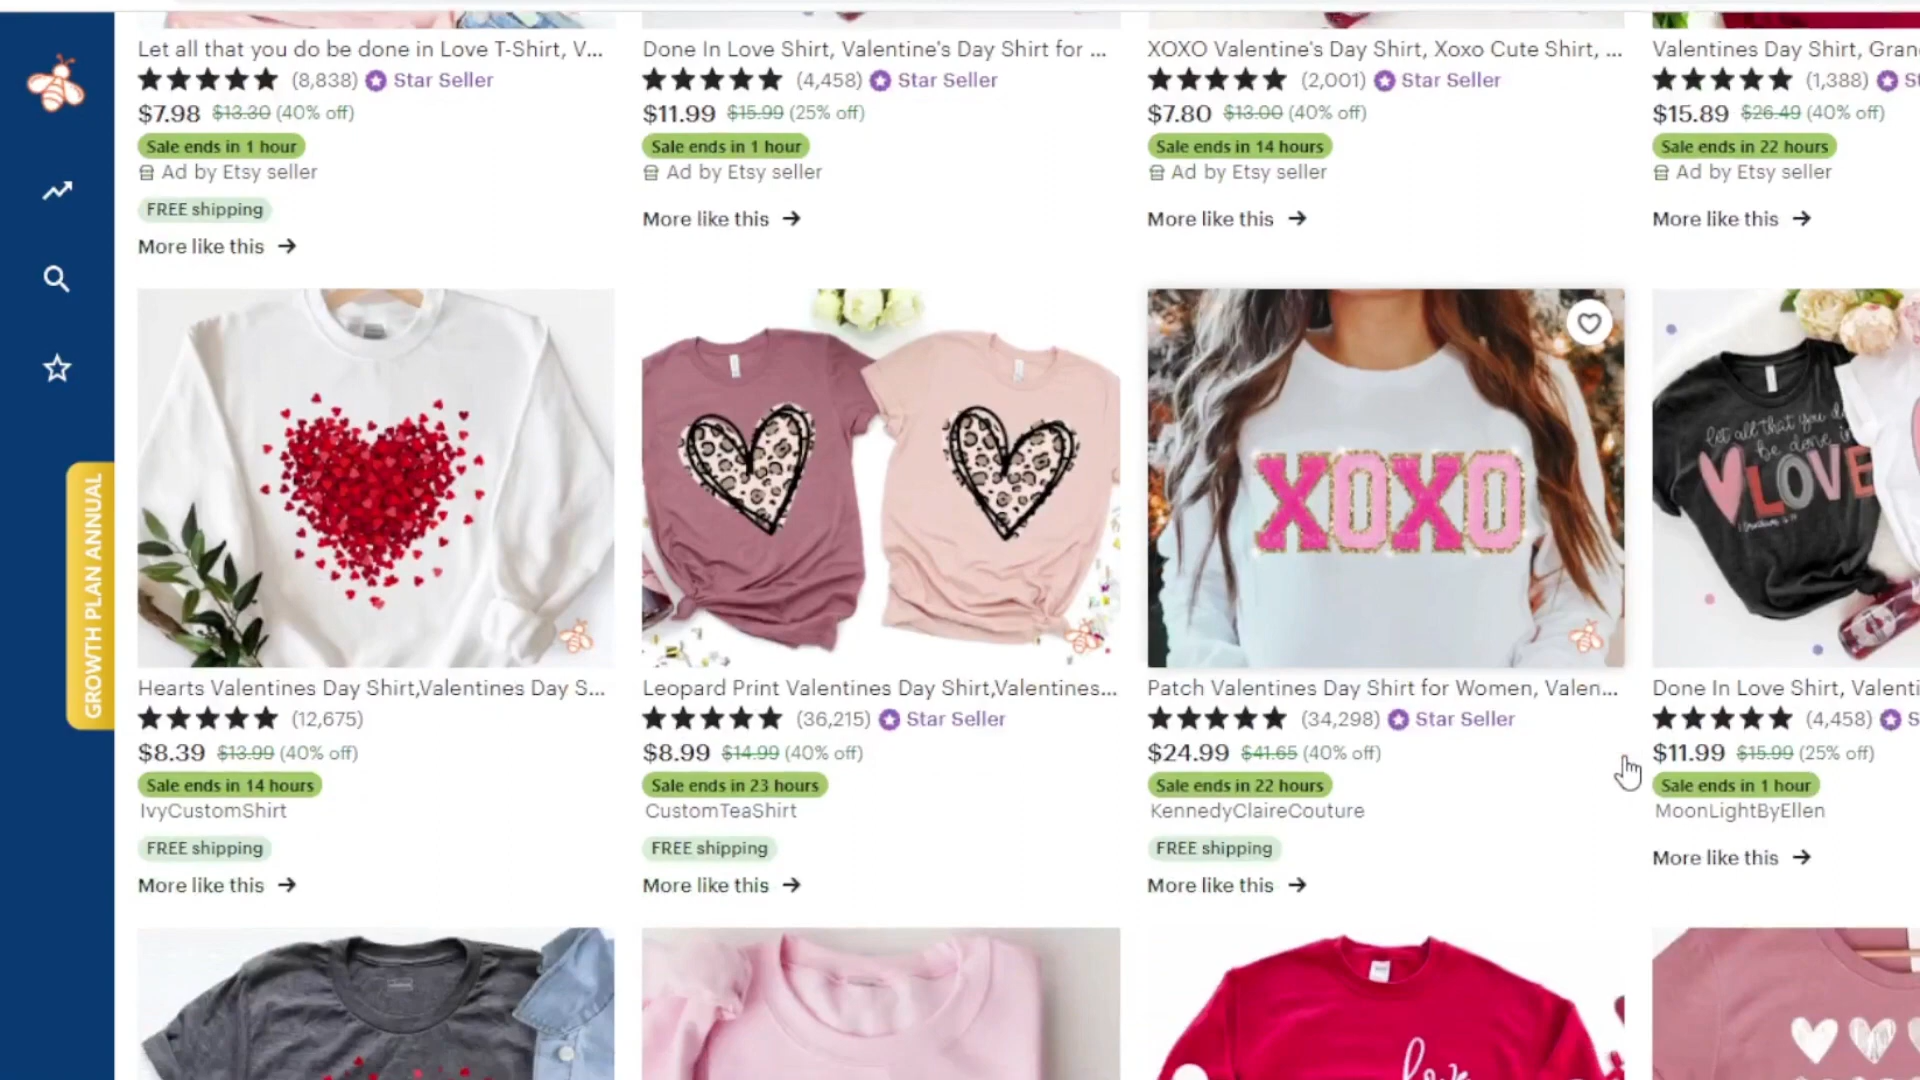 Let all that you do be done in Love T-Shirt, V...
(8,838) Star Seller
$7.98 $13.30 (40% off)
Sale ends in 1 hour
Ad by Etsy seller
FREE shipping
More like this
Done In Love Shirt, Valentine's Day Shirt for ...
(4,458) Star Seller
$11.99 $15.99 (25% off)
Sale ends in 1 hour
Ad by Etsy seller
More like this
XOXO Valentine's Day Shirt, Xoxo Cute Shirt, ...
(2,001) Star Seller
$7.80 $13.00 (40% off)
Sale ends in 14 hours
Ad by Etsy seller
More like this
Valentines Day Shirt, Gran
(1,388) St
$15.89 $26.49 (40% off)
Sale ends in 22 hours
Ad by Etsy seller
More like this
GROWTH PLAN ANNUAL
Hearts Valentines Day Shirt,Valentines Day S...
(12,675)
$8.39 $13.99 (40% off)
Sale ends in 14 hours
IvyCustomShirt
FREE shipping
More like this
Leopard Print Valentines Day Shirt,Valentines...
(36,215) Star Seller
$8.99 $14.99 (40% off)
Sale ends in 23 hours
CustomTeaShirt
FREE shipping
More like this
XOXO
Patch Valentines Day Shirt for Women, Valen...
(34,298) Star Seller
$24.99 $41.65 (40% off)
Sale ends in 22 hours
KennedyClaireCouture
FREE shipping
More like this
let all that you do
be done in
LOVE
Done In Love Shirt, Valenti
(4,458) S
$11.99 $15.99 (25% off)
Sale ends in 1 hour
MoonLightByEllen
More like this
love